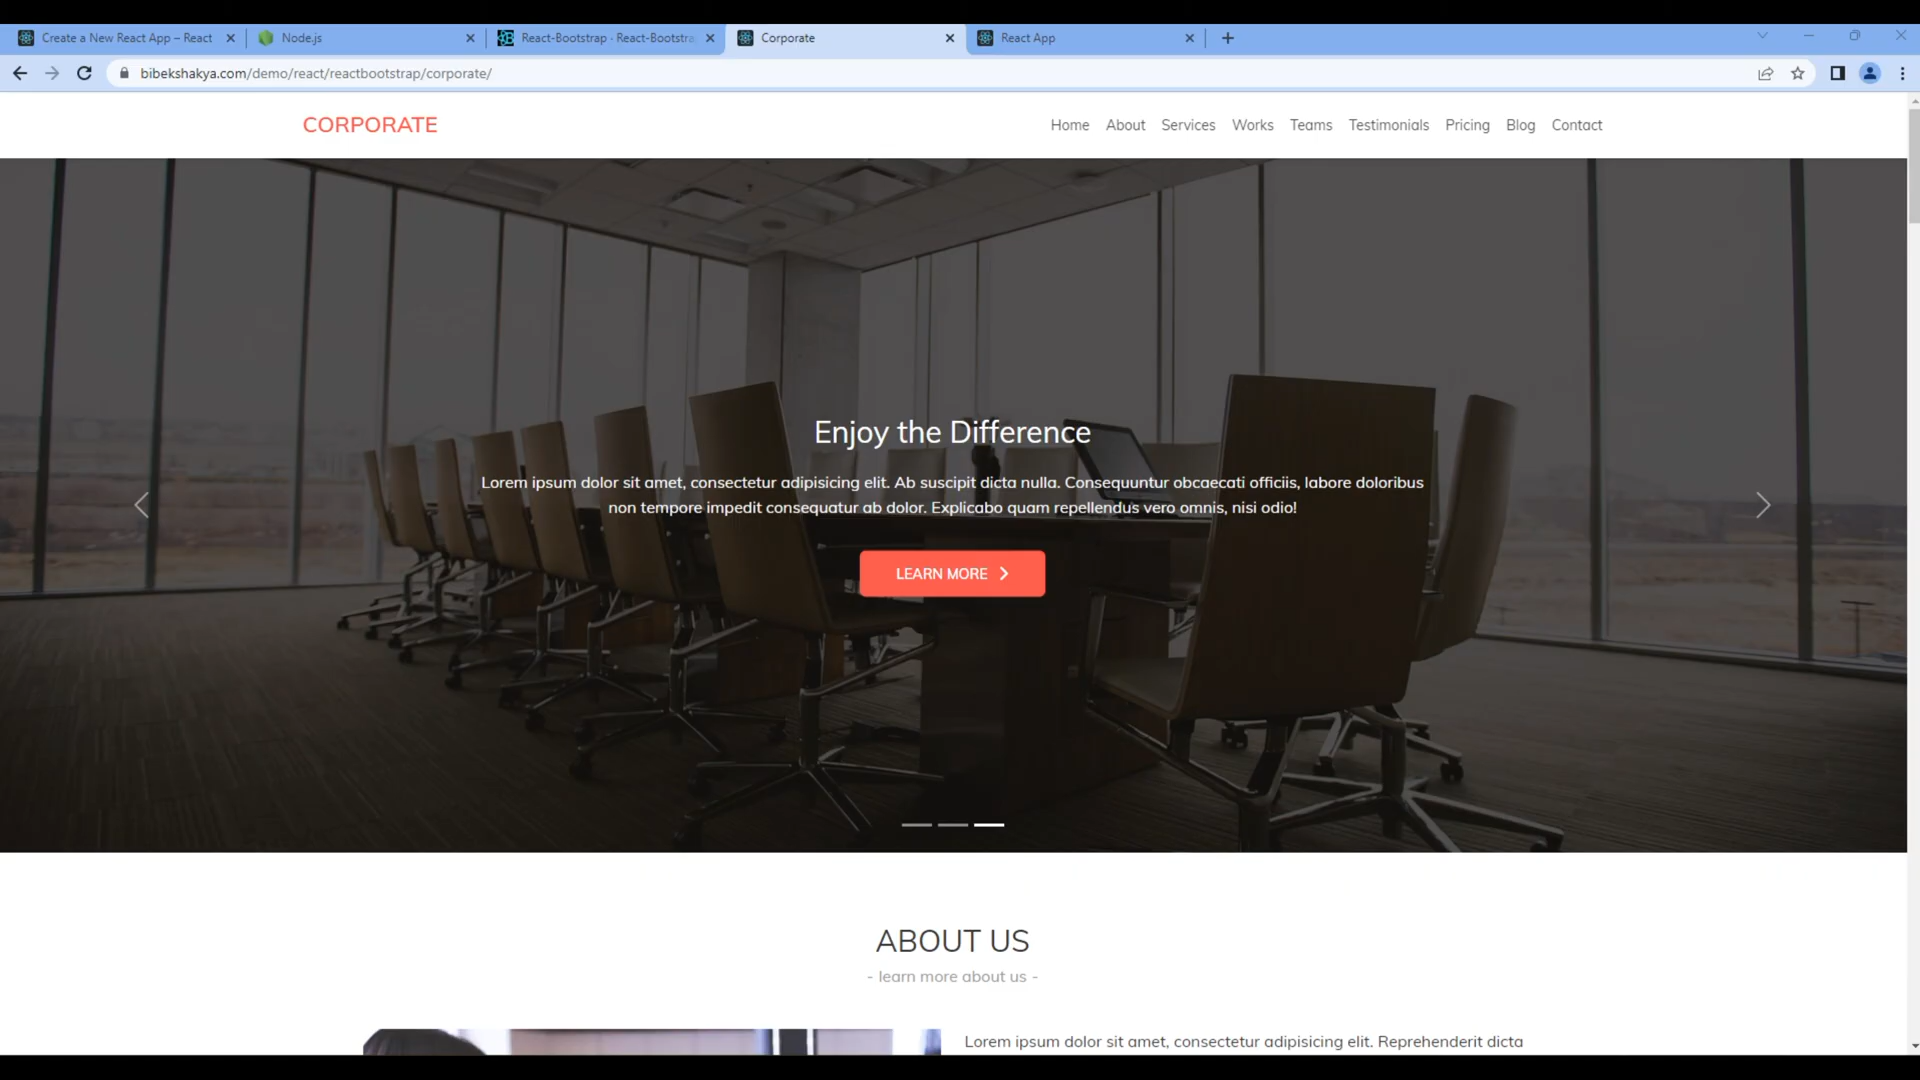 Create a New React App – React
Node.js
React-Bootstrap · React-Bootstra
Corporate
React App
bibekshakya.com/demo/react/reactbootstrap/corporate/
CORPORATE
Home About Services Works Teams Testimonials Pricing Blog Contact
Enjoy the Difference
Lorem ipsum dolor sit amet, consectetur adipisicing elit. Ab suscipit dicta nulla. Consequuntur obcaecati officiis, labore doloribus
non tempore impedit consequatur ab dolor. Explicabo quam repellendus vero omnis, nisi odio!
LEARN MORE
ABOUT US
- learn more about us -
Lorem ipsum dolor sit amet, consectetur adipisicing elit. Reprehenderit dicta